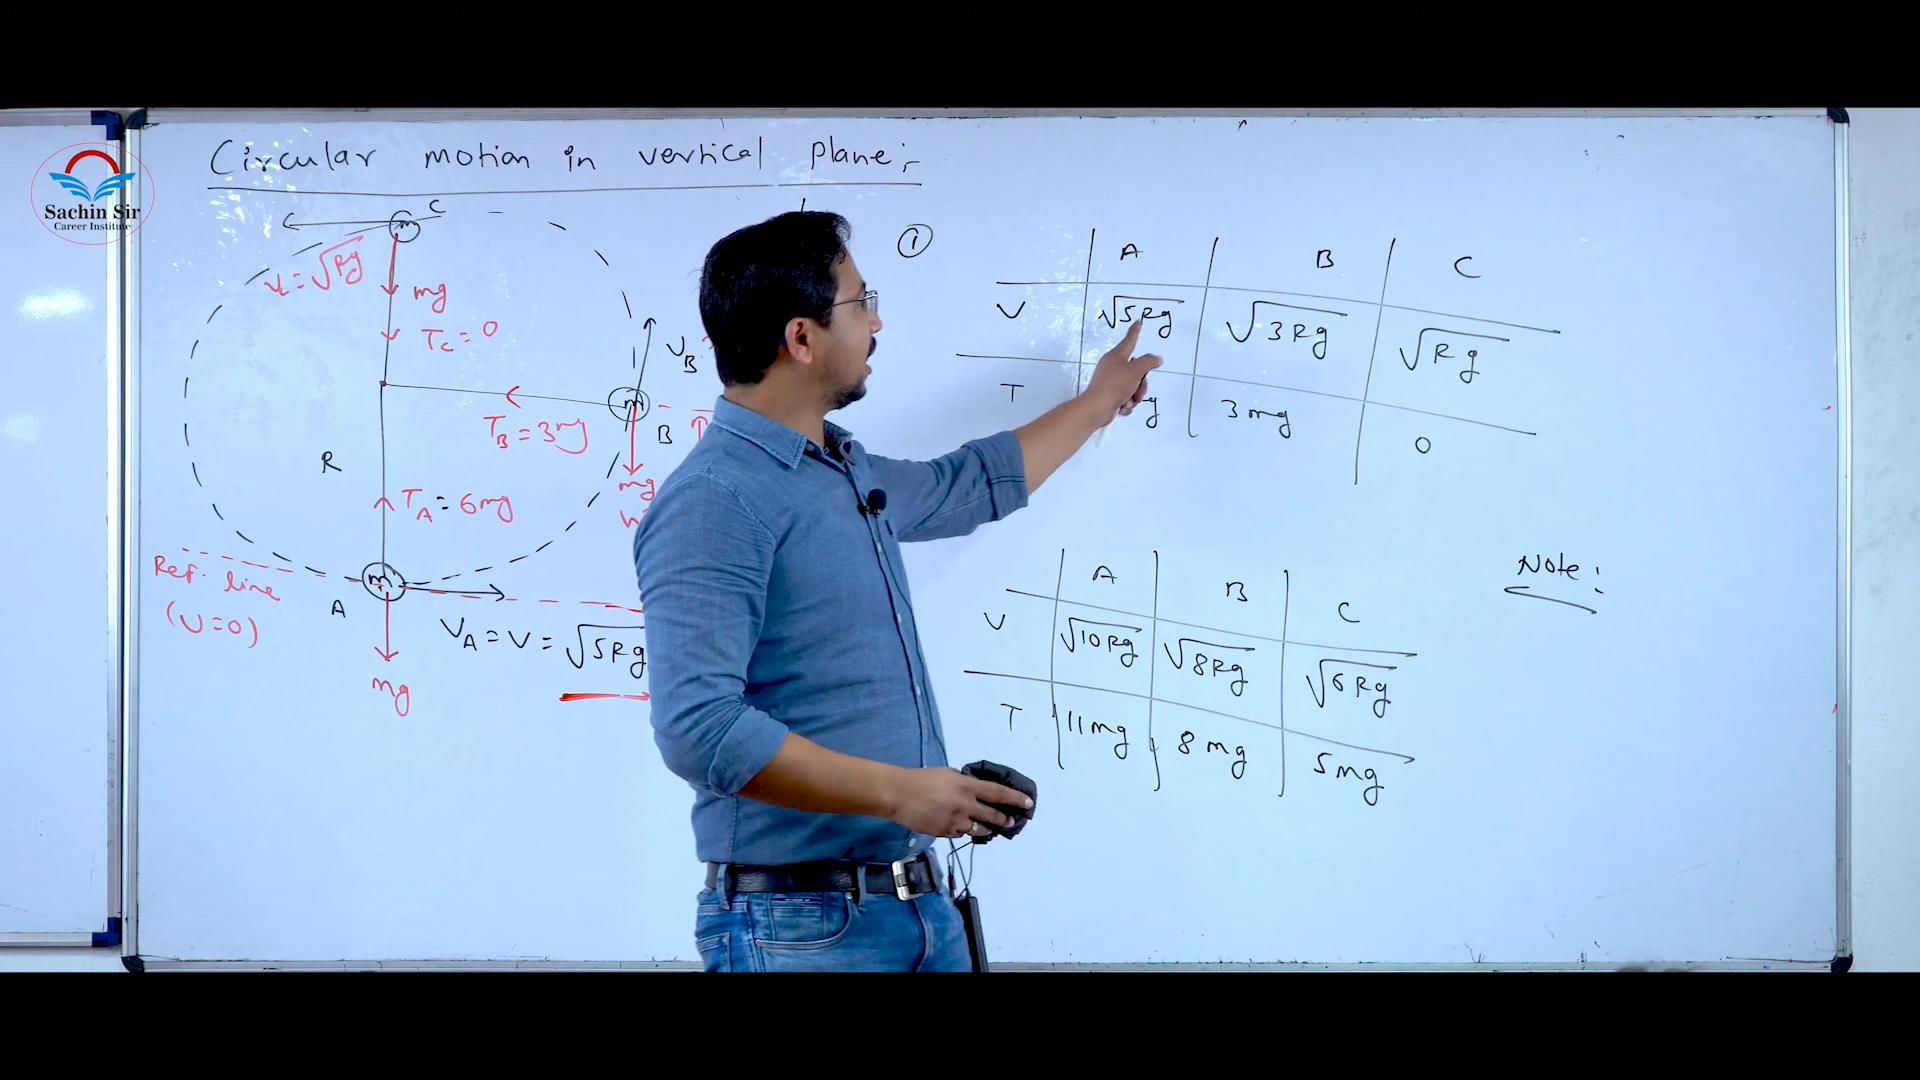 Sachin Sir
Career Institute
Circular motion in vertical plane :-
C
m
Vc = √Rg
mg
Tc = 0
VB
m
B
TB = 3mg
mg
R
TA = 6mg
Ref. line
(U=0)
m
A
VA = V = √5Rg
mg
①
A B C
V √5Rg √3Rg √Rg
T mg 3mg 0
A B C
V √10Rg √8Rg √6Rg
T 11mg 8mg 5mg
Note :